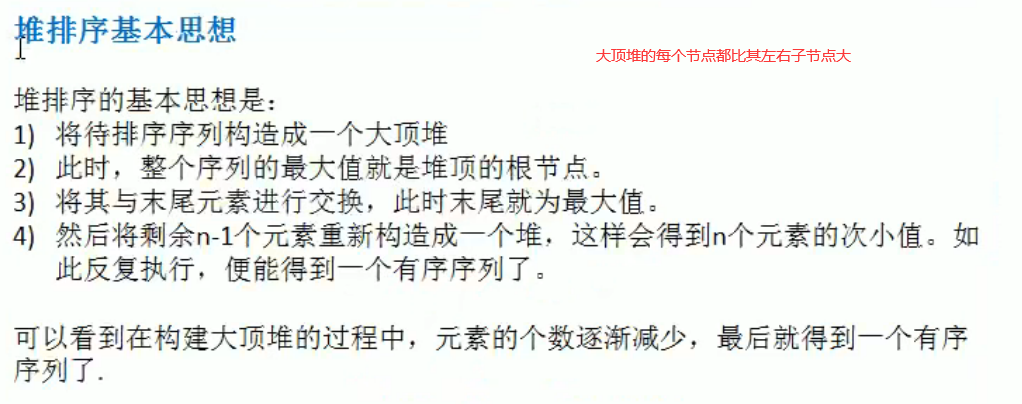 堆排序基本思想
大顶堆的每个节点都比其左右子节点大
堆排序的基本思想是：
1) 将待排序序列构造成一个大顶堆
2) 此时，整个序列的最大值就是堆顶的根节点。
3) 将其与末尾元素进行交换，此时末尾就为最大值。
4) 然后将剩余n-1个元素重新构造成一个堆，这样会得到n个元素的次小值。如
此反复执行，便能得到一个有序序列了。
可以看到在构建大顶堆的过程中，元素的个数逐渐减少，最后就得到一个有序
序列了.